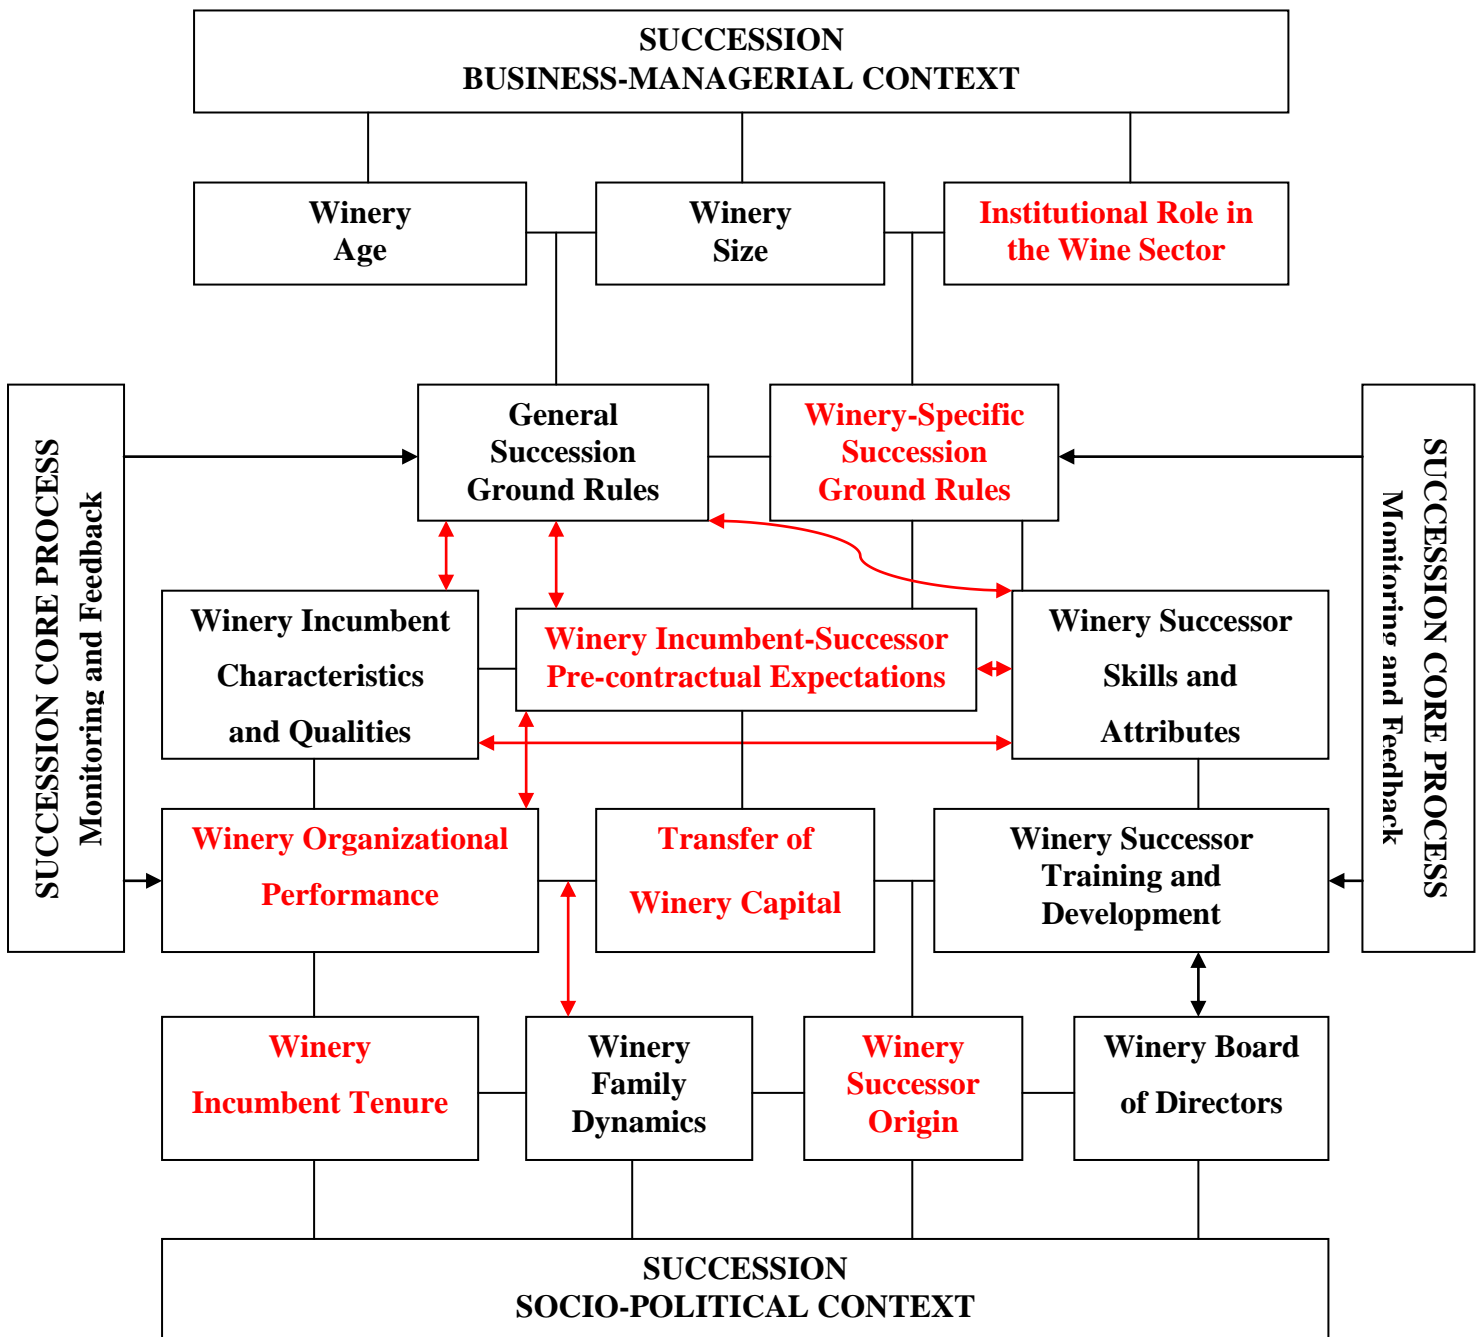 SUCCESSION
BUSINESS-MANAGERIAL CONTEXT
Winery
Age
Winery
Size
Institutional Role in
the Wine Sector
SUCCESSION CORE PROCESS
Monitoring and Feedback
General
Succession
Ground Rules
Winery-Specific
Succession
Ground Rules
SUCCESSION CORE PROCESS
Monitoring and Feedback
Winery Incumbent
Characteristics
and Qualities
Winery Incumbent-Successor
Pre-contractual Expectations
Winery Successor
Skills and
Attributes
Winery Organizational
Performance
Transfer of
Winery Capital
Winery Successor
Training and
Development
Winery
Incumbent Tenure
Winery
Family
Dynamics
Winery
Successor
Origin
Winery Board
of Directors
SUCCESSION
SOCIO-POLITICAL CONTEXT